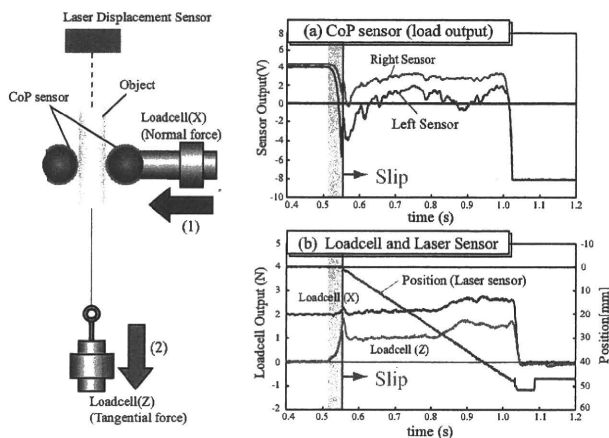 Laser Displacement Sensor
CoP sensor
Object
Loadcell(X)
(Normal force)
(1)
(2)
Loadcell(Z)
(Tangential force)
(a) CoP sensor (load output)
Sensor Output(V)
8
6
4
2
0
-2
-4
-6
-8
-10
Right Sensor
Left Sensor
Slip
0.4 0.5 0.6 0.7 0.8 0.9 1.0 1.1 1.2
time (s)
(b) Loadcell and Laser Sensor
Loadcell Output (N)
5
4
3
2
1
0
-1
-2
Position (Laser sensor)
Loadcell(X)
Loadcell (Z)
Slip
-10
0
10
20
30
40
50
60
Position[mm]
0.4 0.5 0.6 0.7 0.8 0.9 1.0 1.1 1.2
time (s)